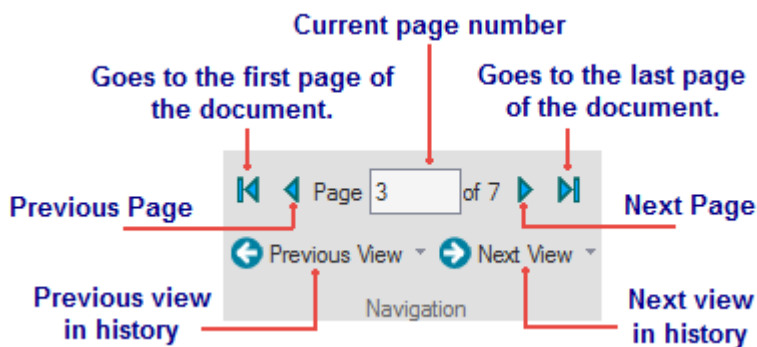 Current page number
Goes to the first page of
the document.
Goes to the last page
of the document.
Page 3 of 7
Previous Page
Next Page
Previous View
Next View
Previous view
in history
Navigation
Next view
in history